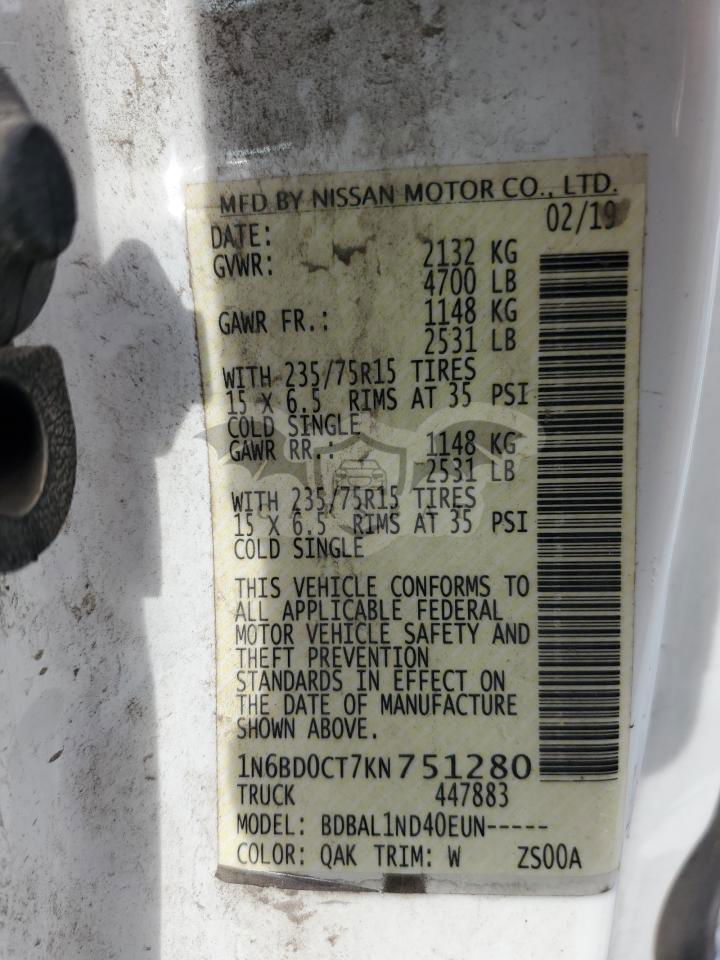 MFD BY NISSAN MOTOR CO., LTD.
DATE: 02/19
GVWR: 2132 KG
4700 LB
GAWR FR.: 1148 KG
2531 LB
WITH 235/75R15 TIRES
15 X 6.5 RIMS AT 35 PSI
COLD SINGLE
GAWR RR.: 1148 KG
2531 LB
WITH 235/75R15 TIRES
15 X 6.5 RIMS AT 35 PSI
COLD SINGLE
THIS VEHICLE CONFORMS TO
ALL APPLICABLE FEDERAL
MOTOR VEHICLE SAFETY AND
THEFT PREVENTION
STANDARDS IN EFFECT ON
THE DATE OF MANUFACTURE
SHOWN ABOVE.
1N6BD0CT7KN751280
TRUCK 447883
MODEL: BDBAL1ND40EUN-----
COLOR: QAK TRIM: W ZS00A